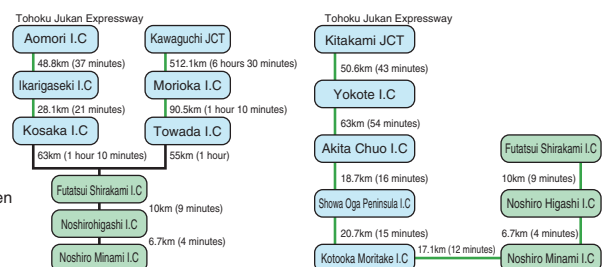 Tohoku Jukan Expressway
Aomori I.C
Kawaguchi JCT
48.8km (37 minutes)
512.1km (6 hours 30 minutes)
Ikarigaseki I.C
Morioka I.C
28.1km (21 minutes)
90.5km (1 hour 10 minutes)
Kosaka I.C
Towada I.C
63km (1 hour 10 minutes)
55km (1 hour)
Futatsui Shirakami I.C
10km (9 minutes)
en
Noshirohigashi I.C
6.7km (4 minutes)
Noshiro Minami I.C
Tohoku Jukan Expressway
Kitakami JCT
50.6km (43 minutes)
Yokote I.C
63km (54 minutes)
Akita Chuo I.C
Futatsui Shirakami I.C
18.7km (16 minutes)
10km (9 minutes)
Showa Oga Peninsula I.C
Noshiro Higashi I.C
20.7km (15 minutes)
6.7km (4 minutes)
Kotooka Moritake I.C
17.1km (12 minutes)
Noshiro Minami I.C